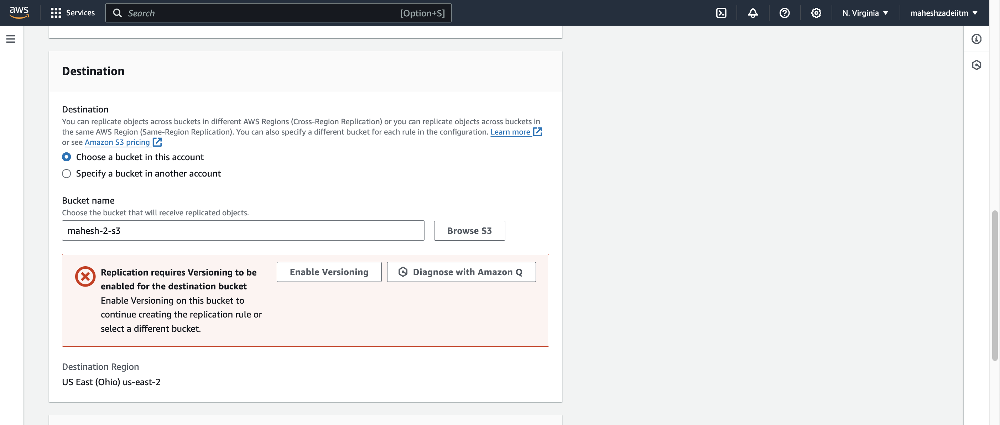 aws
Services
Search
[Option+S]
N. Virginia
maheshzadeiitm
Destination
Destination
You can replicate objects across buckets in different AWS Regions (Cross-Region Replication) or you can replicate objects across buckets in
the same AWS Region (Same-Region Replication). You can also specify a different bucket for each rule in the configuration. Learn more
or see Amazon S3 pricing
Choose a bucket in this account
Specify a bucket in another account
Bucket name
Choose the bucket that will receive replicated objects.
mahesh-2-s3
Browse S3
Replication requires Versioning to be
enabled for the destination bucket
Enable Versioning on this bucket to
continue creating the replication rule or
select a different bucket.
Enable Versioning
Diagnose with Amazon Q
Destination Region
US East (Ohio) us-east-2